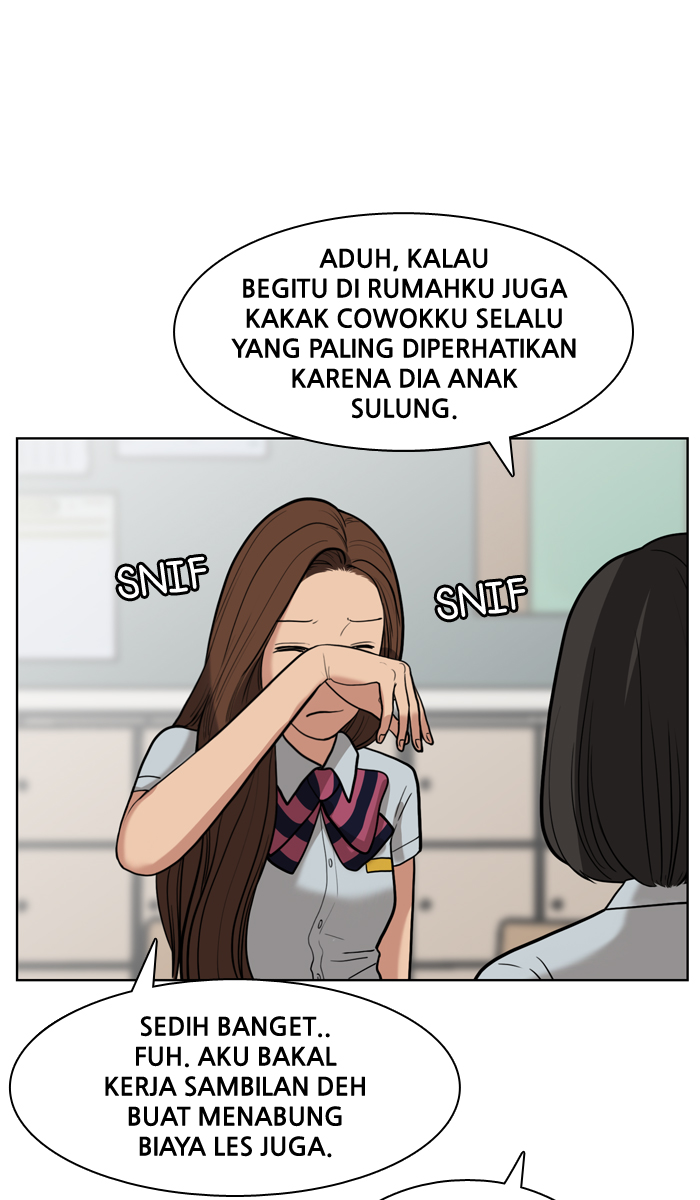 ADUH, KALAU
BEGITU DI RUMAHKU JUGA
KAKAK COWOKKU SELALU
YANG PALING DIPERHATIKAN
KARENA DIA ANAK
SULUNG.
SNIF
SNIF
SEDIH BANGET..
FUH. AKU BAKAL
KERJA SAMBILAN DEH
BUAT MENABUNG
BIAYA LES JUGA.